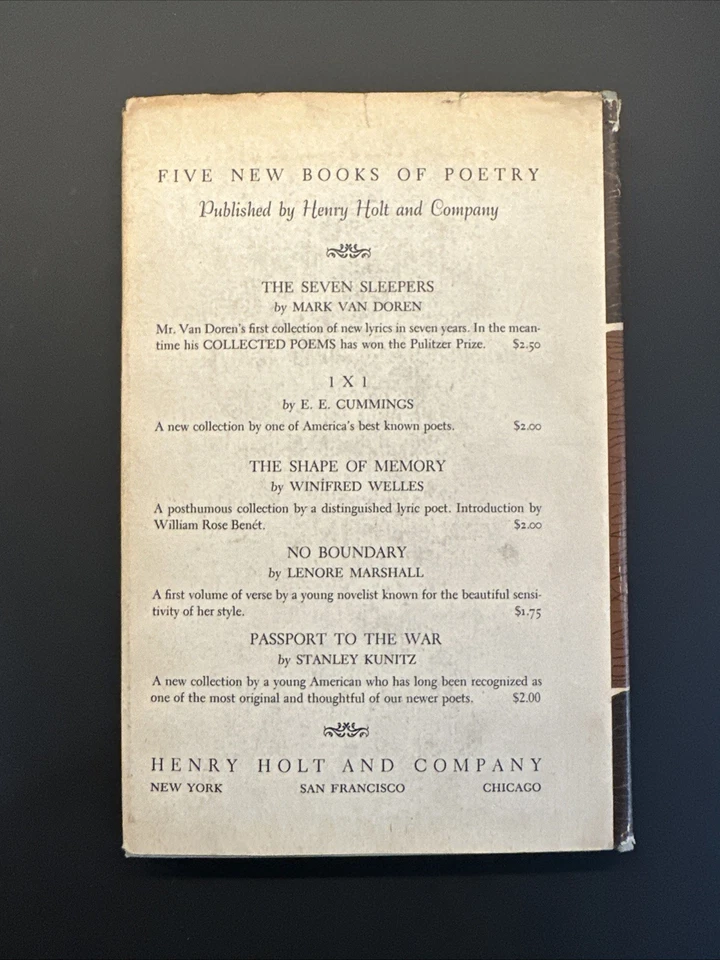 FIVE NEW BOOKS OF POETRY
Published by Henry Holt and Company
THE SEVEN SLEEPERS
by MARK VAN DOREN
Mr. Van Doren's first collection of new lyrics in seven years. In the mean-
time his COLLECTED POEMS has won the Pulitzer Prize. $2.50
1 X 1
by E. E. CUMMINGS
A new collection by one of America's best known poets. $2.00
THE SHAPE OF MEMORY
by WINIFRED WELLES
A posthumous collection by a distinguished lyric poet. Introduction by
William Rose Benét. $2.00
NO BOUNDARY
by LENORE MARSHALL
A first volume of verse by a young novelist known for the beautiful sensi-
tivity of her style. $1.75
PASSPORT TO THE WAR
by STANLEY KUNITZ
A new collection by a young American who has long been recognized as
one of the most original and thoughtful of our newer poets. $2.00
HENRY HOLT AND COMPANY
NEW YORK SAN FRANCISCO CHICAGO